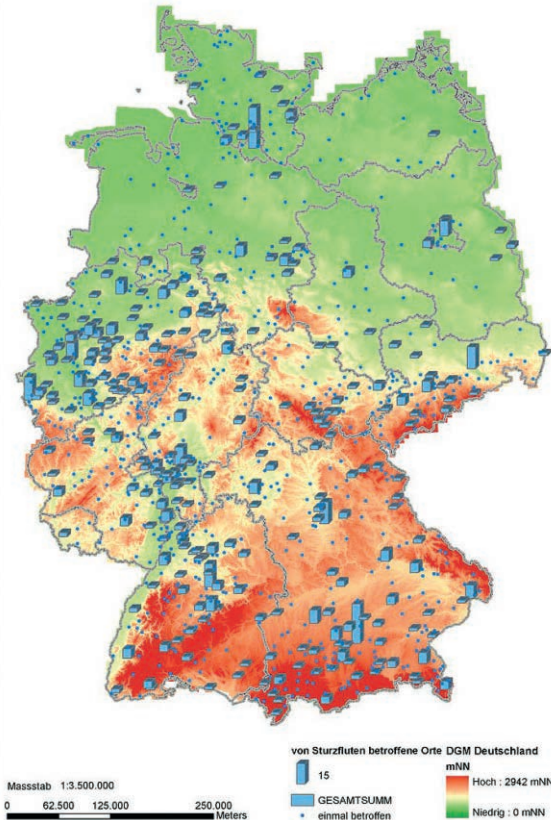 von Sturzfluten betroffene Orte
15
GESAMTSUMM
einmal betroffen
DGM Deutschland
mNN
Hoch : 2942 mNN
Niedrig : 0 mNN
Massstab 1:3.500.000
0 62.500 125.000 250.000
Meters